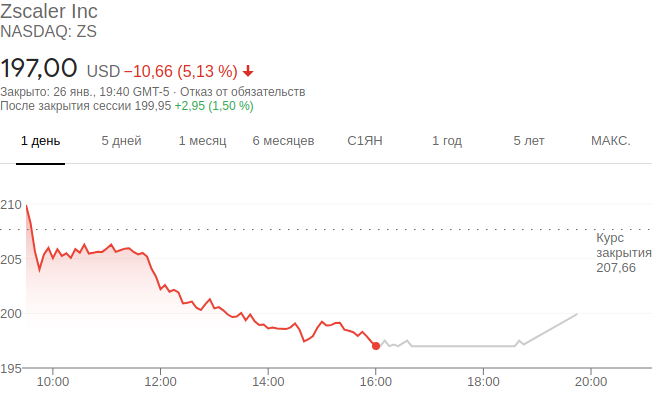 Zscaler Inc
NASDAQ: ZS
197,00 USD −10,66 (5,13 %)
Закрыто: 26 янв., 19:40 GMT-5 · Отказ от обязательств
После закрытия сессии 199,95 +2,95 (1,50 %)
1 день 5 дней 1 месяц 6 месяцев С1ЯН 1 год 5 лет МАКС.
210
Курс
закрытия
207,66
205
200
195
10:00 12:00 14:00 16:00 18:00 20:00